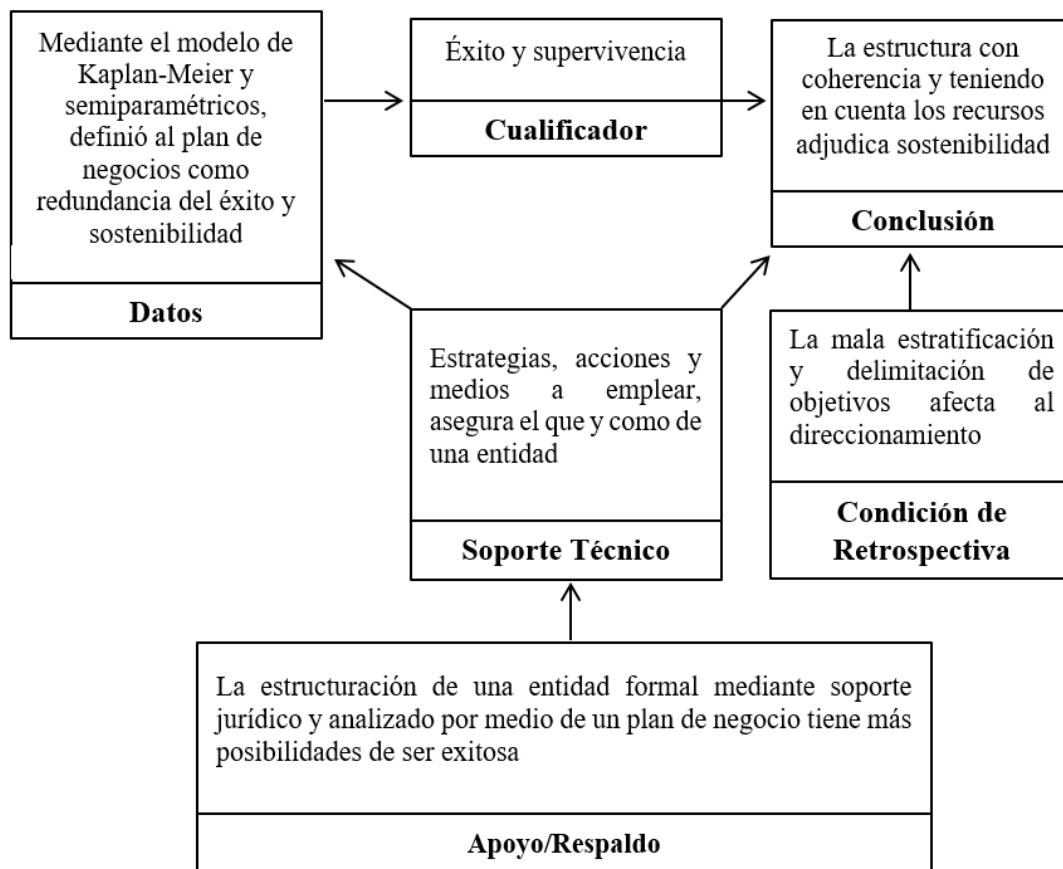 Mediante el modelo de
Kaplan-Meier y
semiparamétricos,
definió al plan de
negocios como
redundancia del éxito y
sostenibilidad
Datos
Éxito y supervivencia
Cualificador
La estructura con
coherencia y teniendo
en cuenta los recursos
adjudica sostenibilidad
Conclusión
Estrategias, acciones y
medios a emplear,
asegura el que y como de
una entidad
Soporte Técnico
La mala estratificación
y delimitación de
objetivos afecta al
direccionamiento
Condición de
Retrospectiva
La estructuración de una entidad formal mediante soporte
jurídico y analizado por medio de un plan de negocio tiene más
posibilidades de ser exitosa
Apoyo/Respaldo